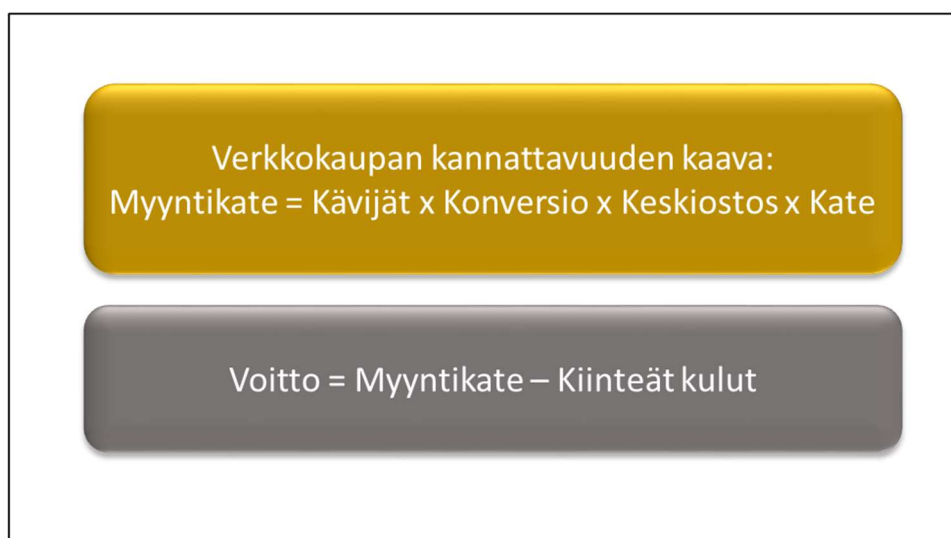 Verkkokaupan kannattavuuden kaava:
Myyntikate = Kävijät x Konversio x Keskiostos x Kate
Voitto = Myyntikate – Kiinteät kulut